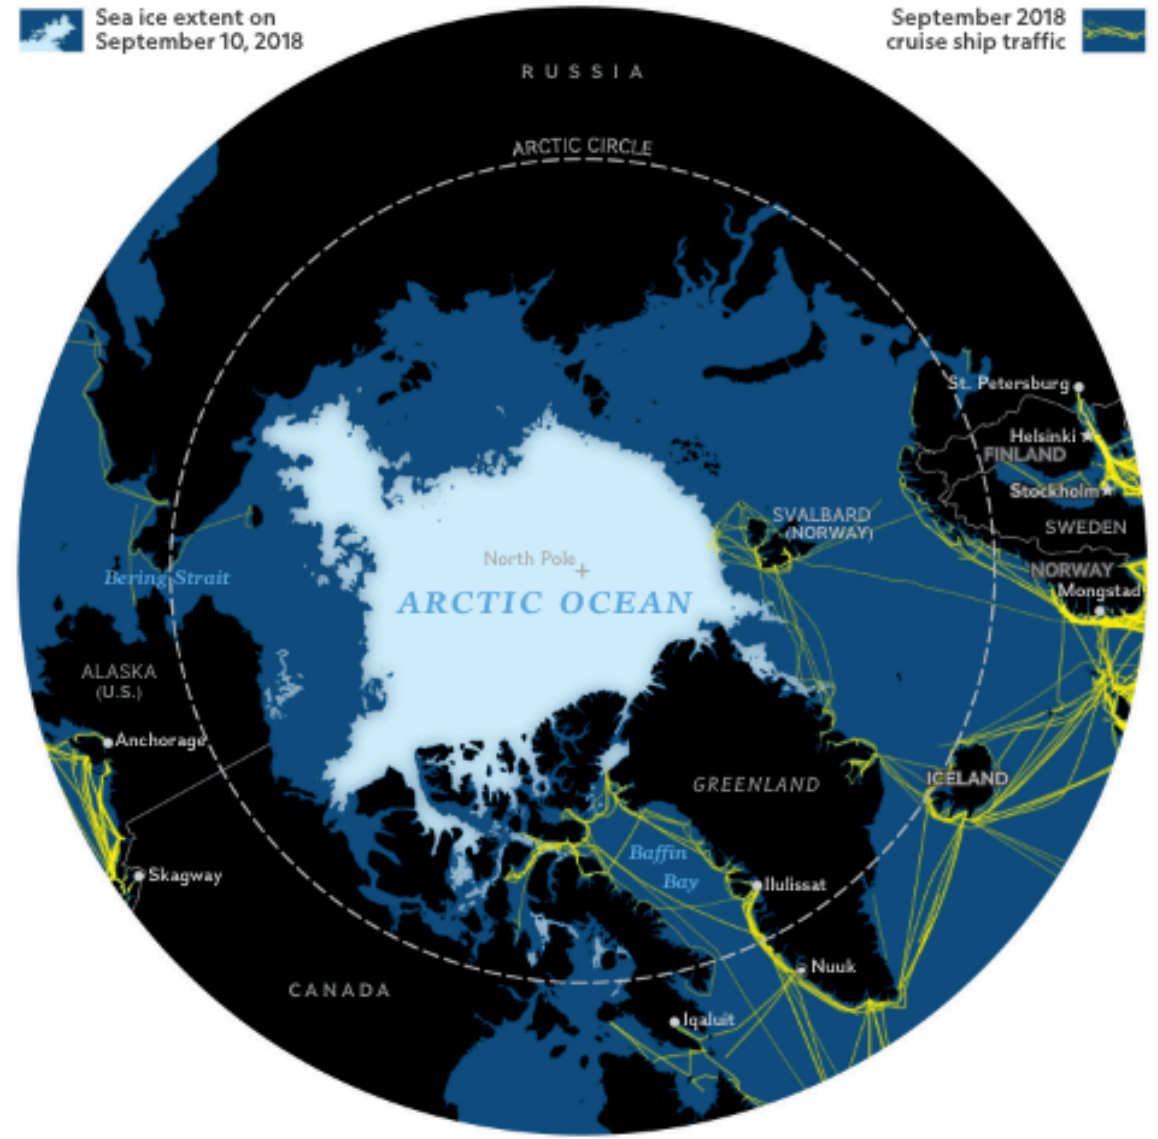 Sea ice extent on
September 10, 2018
September 2018
cruise ship traffic
RUSSIA
ARCTIC CIRCLE
St. Petersburg
Helsinki
FINLAND
Stockholm
SVALBARD
(NORWAY)
SWEDEN
North Pole
Bering Strait
NORWAY
Mongstad
ARCTIC OCEAN
ALASKA
(U.S.)
Anchorage
GREENLAND
ICELAND
Baffin
Bay
Skagway
Ilulissat
Nuuk
CANADA
Iqaluit